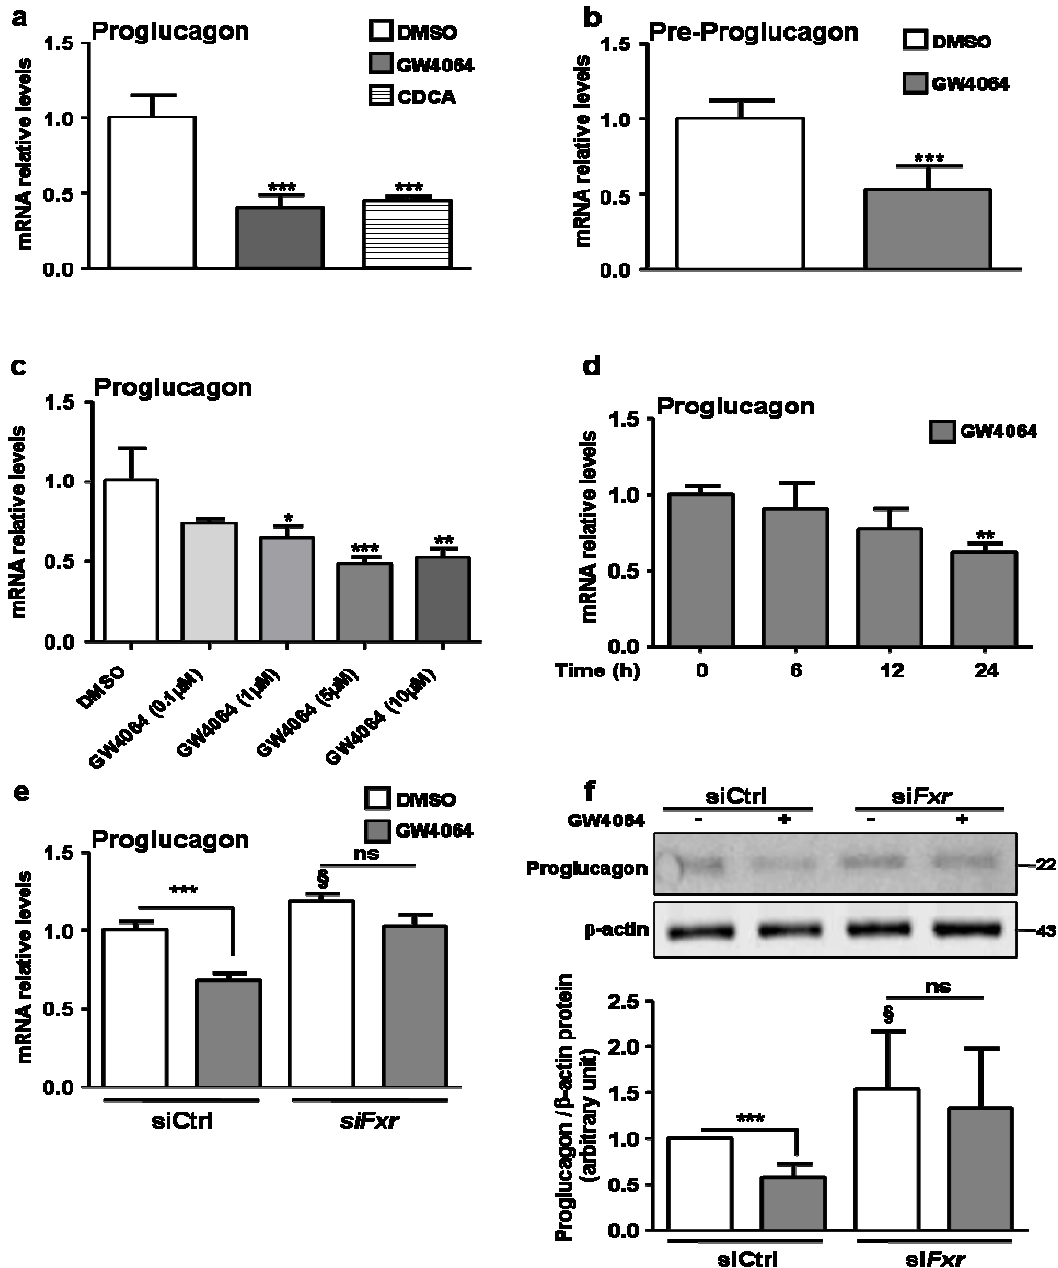 a
Proglucagon
DMSO
GW4064
CDCA
mRNA relative levels
1.5
1.0
0.5
0.0
***
***
b
Pre-Proglucagon
DMSO
GW4064
mRNA relative levels
1.5
1.0
0.5
0.0
***
c
Proglucagon
mRNA relative levels
1.5
1.0
0.5
0.0
*
***
**
DMSO
GW4064 (0.1µM)
GW4064 (1µM)
GW4064 (5µM)
GW4064 (10µM)
d
Proglucagon
GW4064
mRNA relative levels
1.5
1.0
0.5
0.0
**
Time (h) 0 6 12 24
e
DMSO
GW4064
Proglucagon
mRNA relative levels
1.5
1.0
0.5
0.0
***
§
ns
siCtrl siFxr
f
siCtrl siFxr
GW4064 - + - +
Proglucagon 22
β-actin 43
Proglucagon / β-actin protein
(arbitrary unit)
2.5
2.0
1.5
1.0
0.5
0.0
***
§
ns
siCtrl siFxr